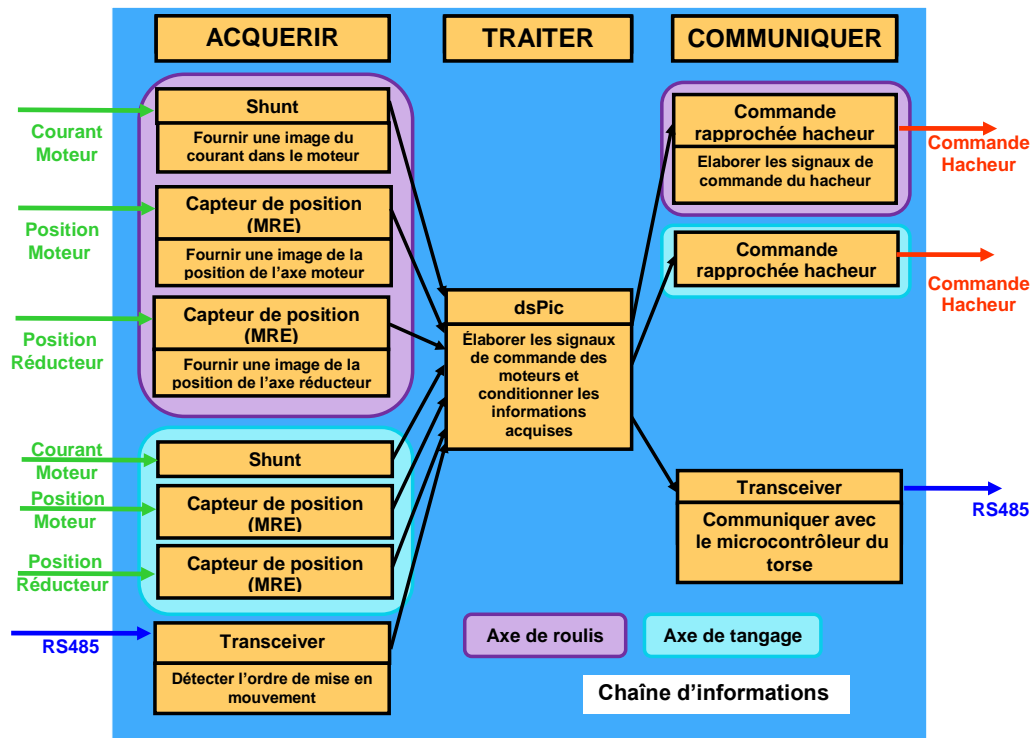 ACQUERIR
TRAITER
COMMUNIQUER
Courant
Moteur
Shunt
Fournir une image du
courant dans le moteur
Position
Moteur
Capteur de position
(MRE)
Fournir une image de la
position de l'axe moteur
Position
Réducteur
Capteur de position
(MRE)
Fournir une image de la
position de l'axe réducteur
Courant
Moteur
Shunt
Position
Moteur
Capteur de position
(MRE)
Position
Réducteur
Capteur de position
(MRE)
RS485
Transceiver
Détecter l'ordre de mise en
mouvement
dsPic
Élaborer les signaux
de commande des
moteurs et
conditionner les
informations
acquises
Commande
rapprochée hacheur
Elaborer les signaux de
commande du hacheur
Commande
Hacheur
Commande
rapprochée hacheur
Commande
Hacheur
Transceiver
Communiquer avec
le microcontrôleur du
torse
RS485
Axe de roulis
Axe de tangage
Chaîne d'informations